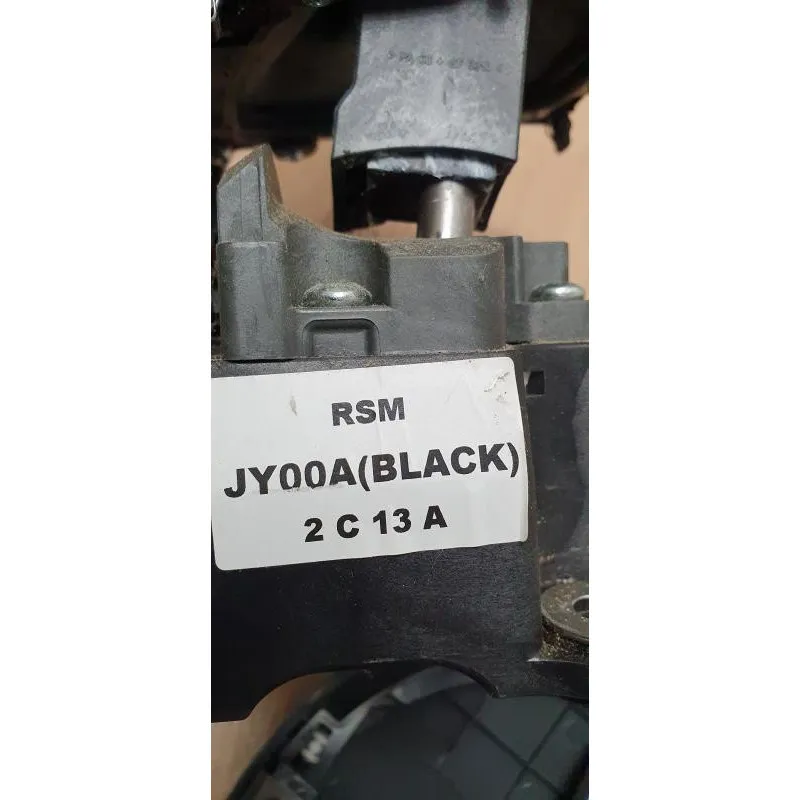 RSM
JY00A(BLACK)
2 C 13 A